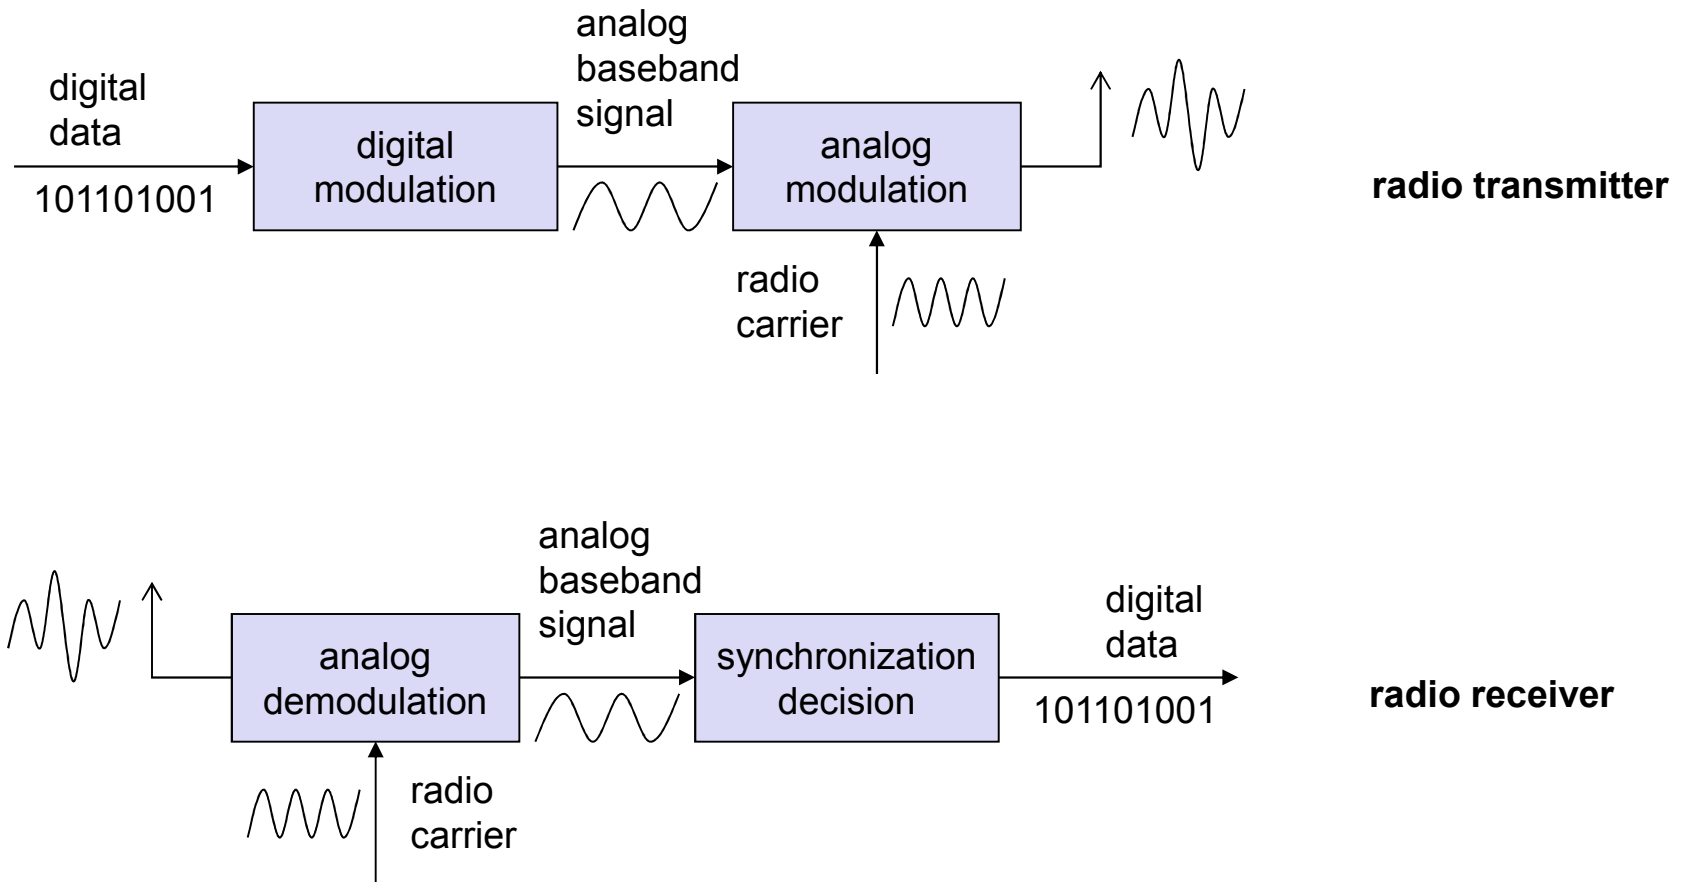 analog
baseband
signal
digital
data
101101001
digital
modulation
analog
modulation
radio
carrier
radio transmitter
analog
baseband
signal
analog
demodulation
radio
carrier
synchronization
decision
digital
data
101101001
radio receiver